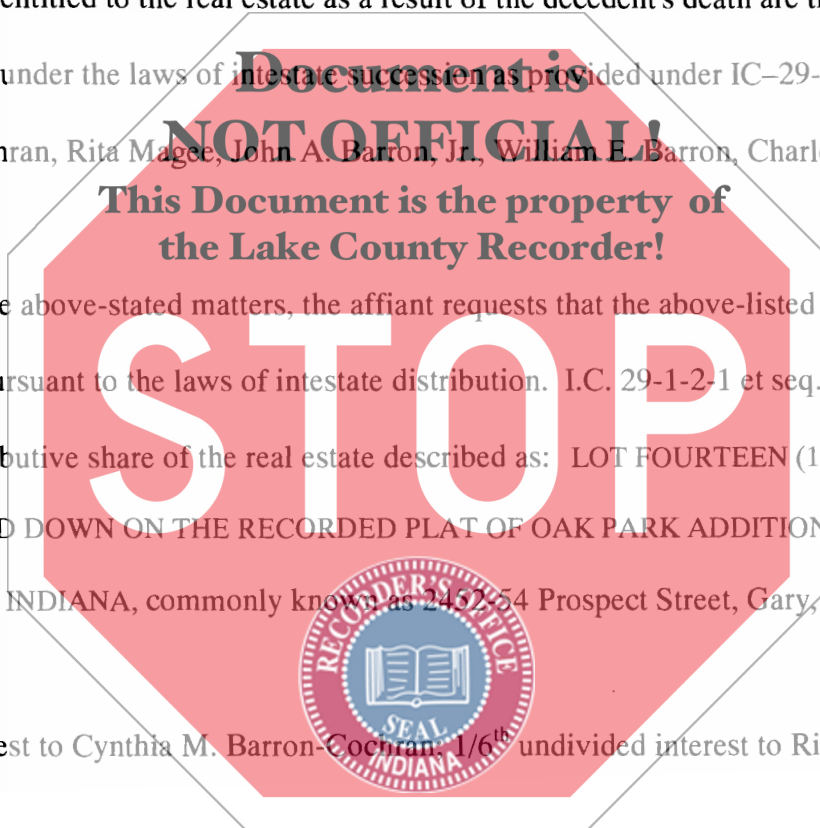 entitled to the real estate as a result of the decedent's death are
Document is
under the laws of intestate succession as provided under IC–29-
NOT OFFICIAL!
Rita Magee, John A. Barron, Jr., William E. Barron,
This Document is the property of
the Lake County Recorder!
above-stated matters, the affiant requests that the above-listed
pursuant to the laws of intestate distribution. I.C. 29-1-2-1 et seq.
STOP
share of the real estate described as: LOT FOURTEEN (1
DOWN ON THE RECORDED PLAT OF OAK PARK ADDITION
INDIANA, commonly known as 2452-54 Prospect Street, Gary,
RECORDER'S OFFICE
SEAL
INDIANA
est to Cynthia M. Barron-Cochran, 1/6th undivided interest to Ri